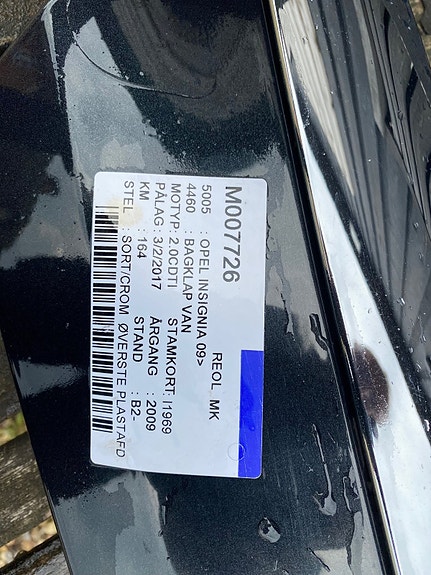 M007726 REOL MK
5005 : OPEL INSIGNIA 09>
4460 : BAGKLAP VAN
MOTYP: 2.0CDTI STAMKORT: I1969
PÅLAG: 3/2/2017 ÅRGANG : 2009
KM : 164 STAND : B2-
STEL : SORT/CROM ØVERSTE PLASTAFD